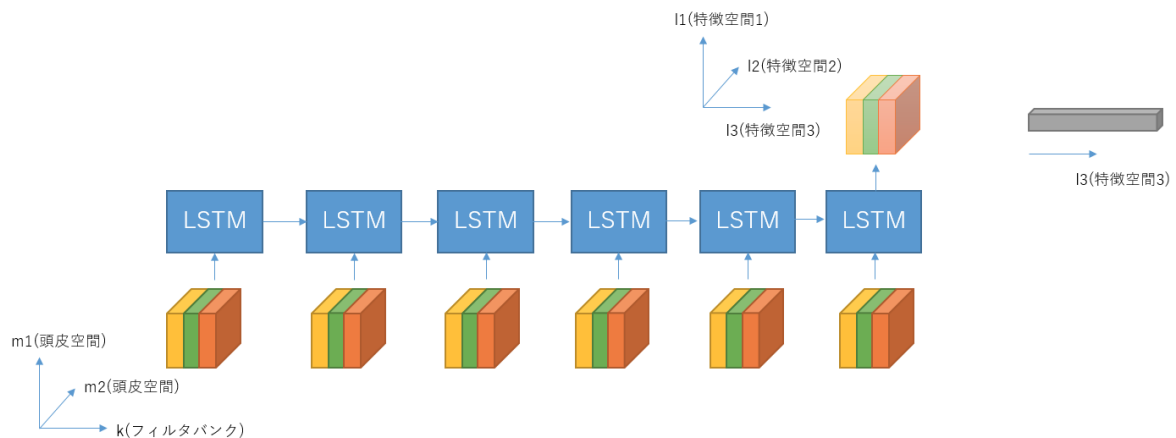 l1(特徴空間1)
l2(特徴空間2)
l3(特徴空間3)
l3(特徴空間3)
LSTM
LSTM
LSTM
LSTM
LSTM
LSTM
m1(頭皮空間)
m2(頭皮空間)
k(フィルタバンク)